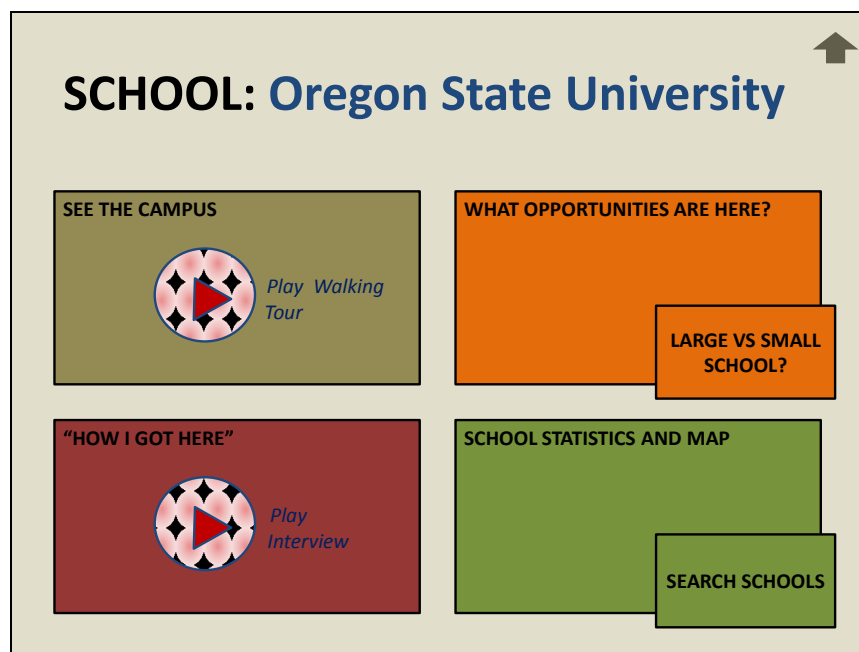 SCHOOL: Oregon State University
SEE THE CAMPUS
Play Walking
Tour
WHAT OPPORTUNITIES ARE HERE?
LARGE VS SMALL
SCHOOL?
“HOW I GOT HERE”
Play
Interview
SCHOOL STATISTICS AND MAP
SEARCH SCHOOLS